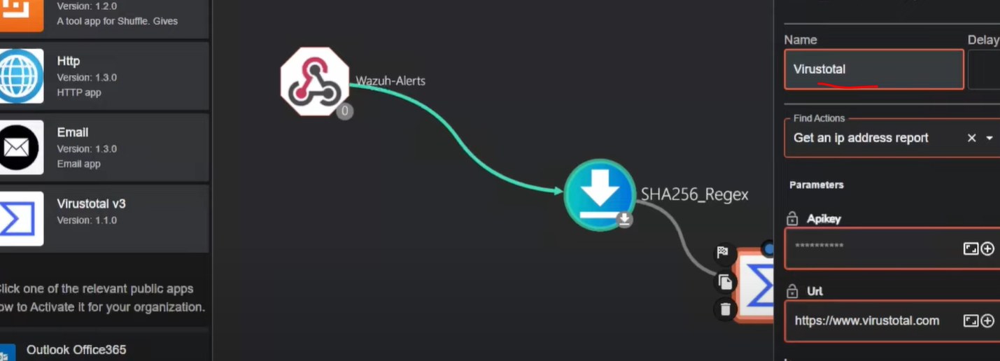 Version: 1.2.0
A tool app for Shuffle. Gives
Http
Version: 1.3.0
HTTP app
Email
Version: 1.3.0
Email app
Virustotal v3
Version: 1.1.0
lick one of the relevant public apps
ow to Activate it for your organization.
Outlook Office365
Wazuh-Alerts
0
SHA256_Regex
Name
Delay
Virustotal
Find Actions
Get an ip address report
Parameters
Apikey
**********
Url
https://www.virustotal.com